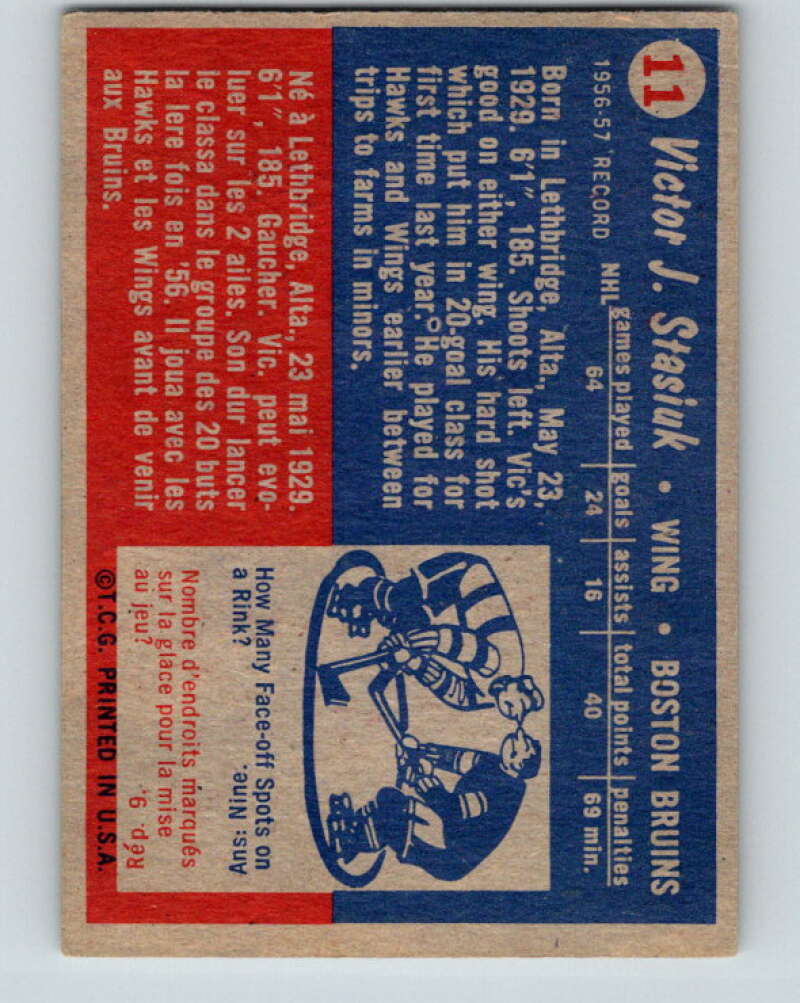 11 Victor J. Stasiuk • WING • BOSTON BRUINS
1956-57 RECORD games played goals assists total points penalties
NHL 64 24 16 40 69 min.
Born in Lethbridge, Alta., May 23,
1929. 6'1", 185. Shoots left. Vic's
good on either wing. His hard shot
which put him in 20-goal class for
first time last year. He played for
Hawks and Wings earlier between
trips to farms in minors.
Né à Lethbridge, Alta., 23 mai 1929.
6'1", 185. Gaucher. Vic. peut evo-
luer sur les 2 ailes. Son dur lancer
le classa dans le groupe des 20 buts
la lere fois en '56. Il joua avec les
Hawks et les Wings avant de venir
aux Bruins.
How Many Face-off Spots on
a Rink? Ans: Nine.
Nombre d'endroits marqués
sur la glace pour la mise
au jeu? Rép. 9.
©T.C.G. PRINTED IN U.S.A.